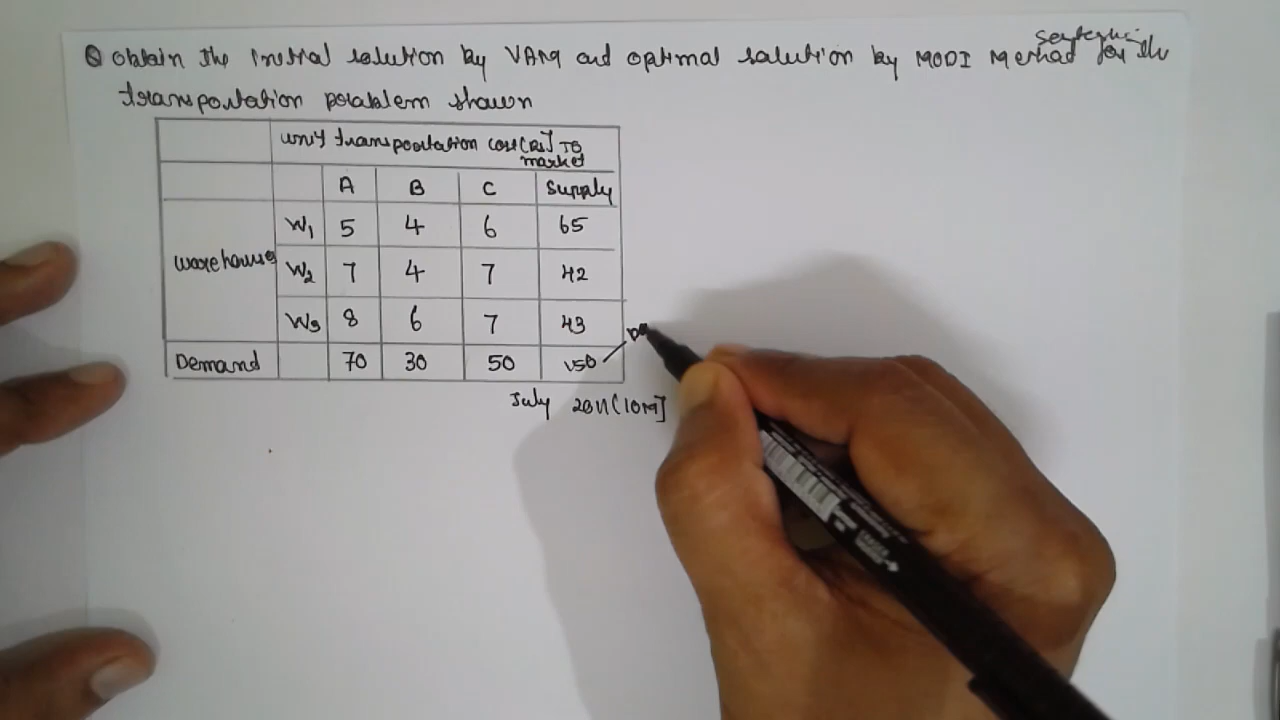 Q obtain the initial solution by VAM and optimal solution by MODI Method for the
transportation problem shown
unit transportation cost(Rs) TO
market
A B C Supply
W1 5 4 6 65
warehouse W2 7 4 7 42
W3 8 6 7 43
Demand 70 30 50 150
July 2011 [10M]